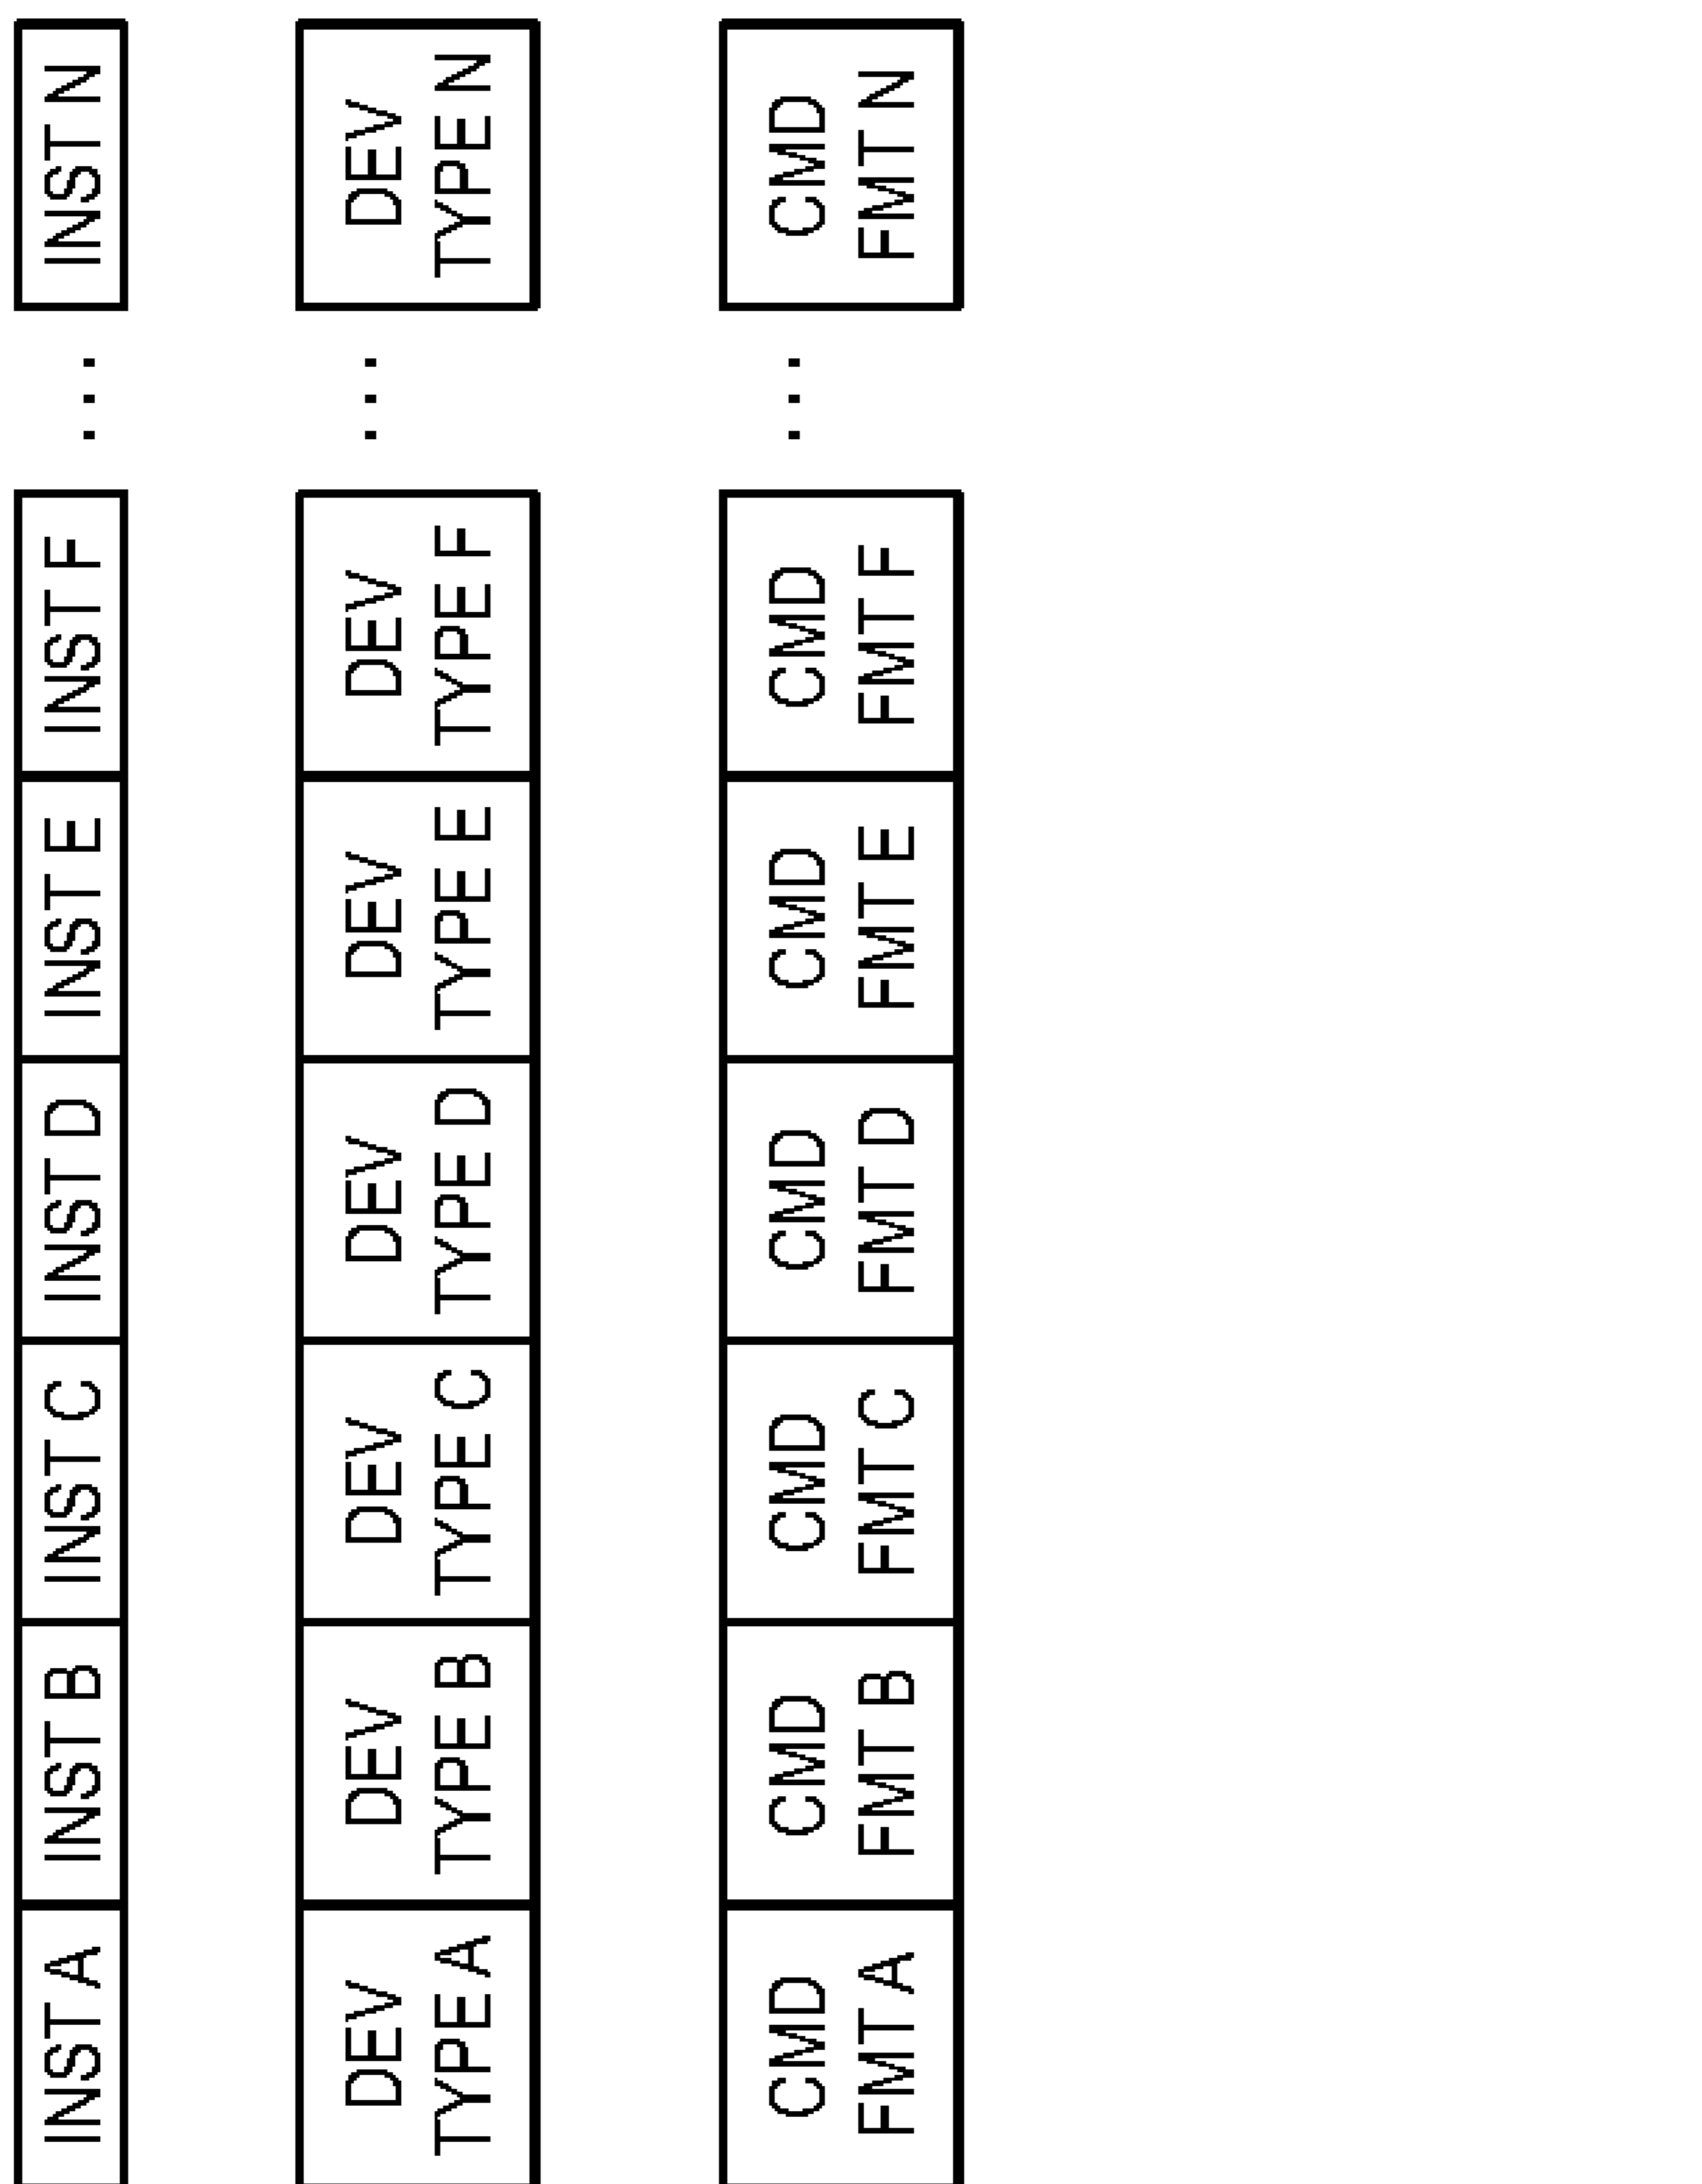 INST A
INST B
INST C
INST D
INST E
INST F
...
INST N
DEV
TYPE A
DEV
TYPE B
DEV
TYPE C
DEV
TYPE D
DEV
TYPE E
DEV
TYPE F
...
DEV
TYPE N
CMD
FMT A
CMD
FMT B
CMD
FMT C
CMD
FMT D
CMD
FMT E
CMD
FMT F
...
CMD
FMT N